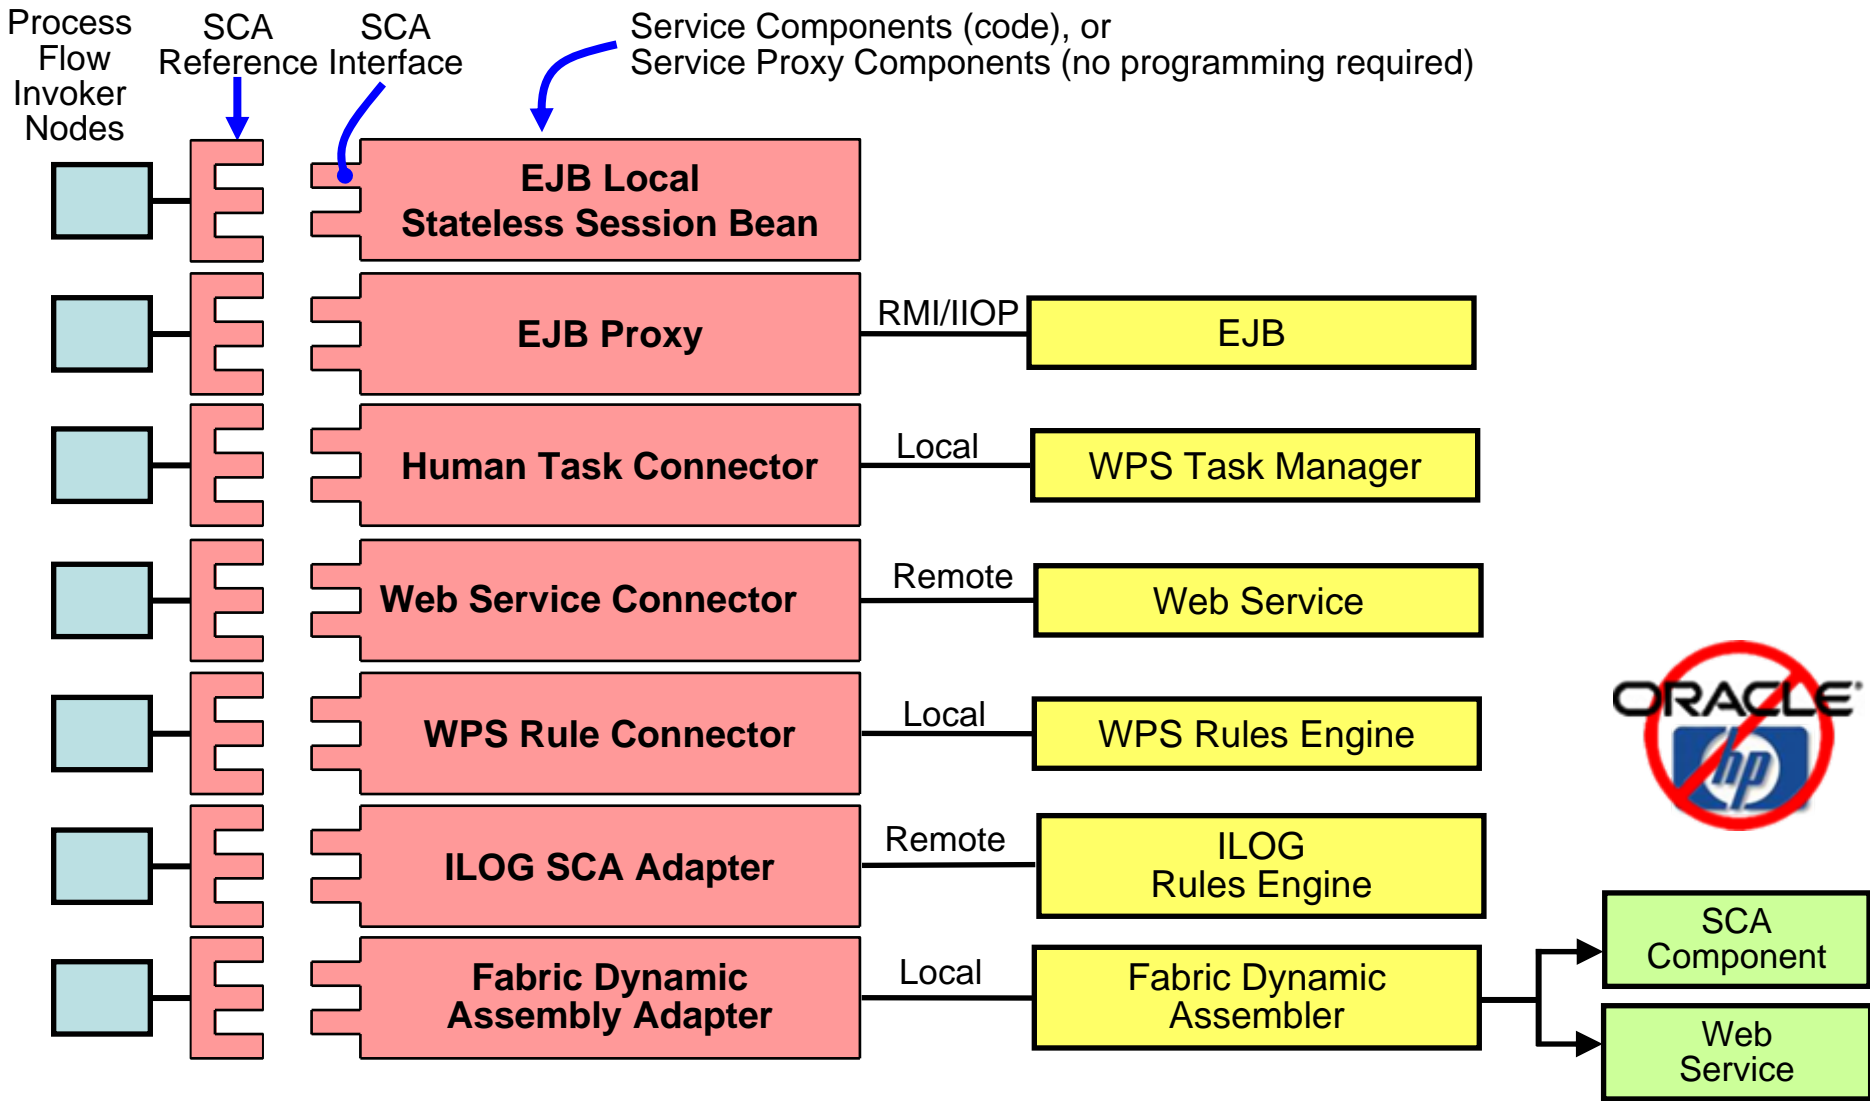 Process
Flow
Invoker
Nodes
SCA
Reference
SCA
Interface
Service Components (code), or
Service Proxy Components (no programming required)
EJB Local
Stateless Session Bean
EJB Proxy
RMI/IIOP
EJB
Human Task Connector
Local
WPS Task Manager
Web Service Connector
Remote
Web Service
WPS Rule Connector
Local
WPS Rules Engine
ORACLE
hp
ILOG SCA Adapter
Remote
ILOG
Rules Engine
Fabric Dynamic
Assembly Adapter
Local
Fabric Dynamic
Assembler
SCA
Component
Web
Service